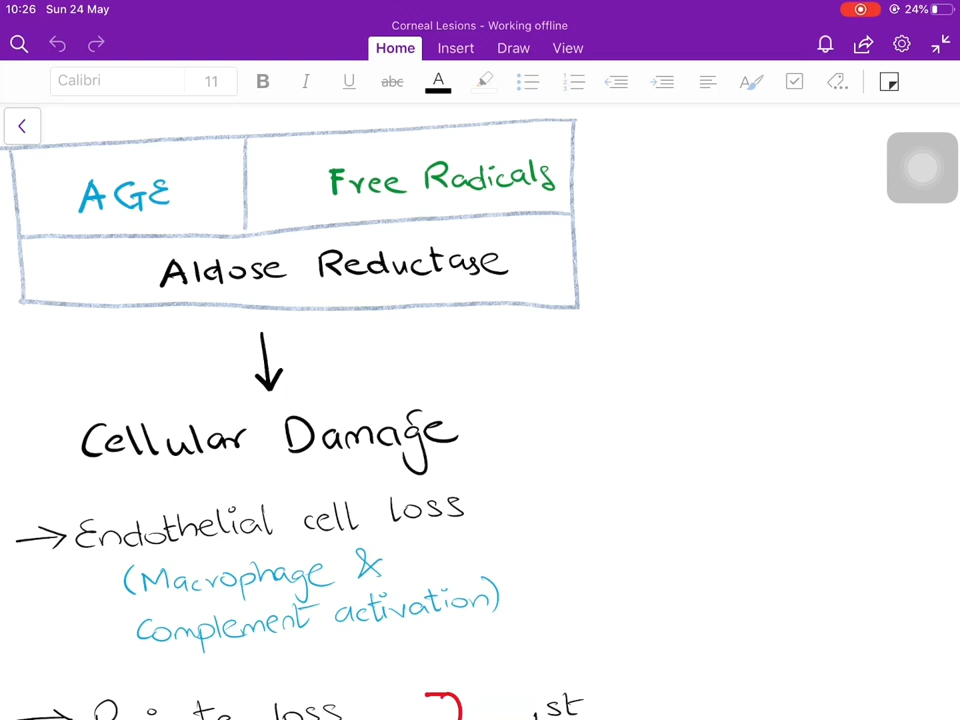 10:26 Sun 24 May 24%
Corneal Lesions - Working offline
Home Insert Draw View
Calibri 11 B I U abc A A
AGE Free Radicals
Aldose Reductase
Cellular Damage
→ Endothelial cell loss
(Macrophage &
complement activation)
loss